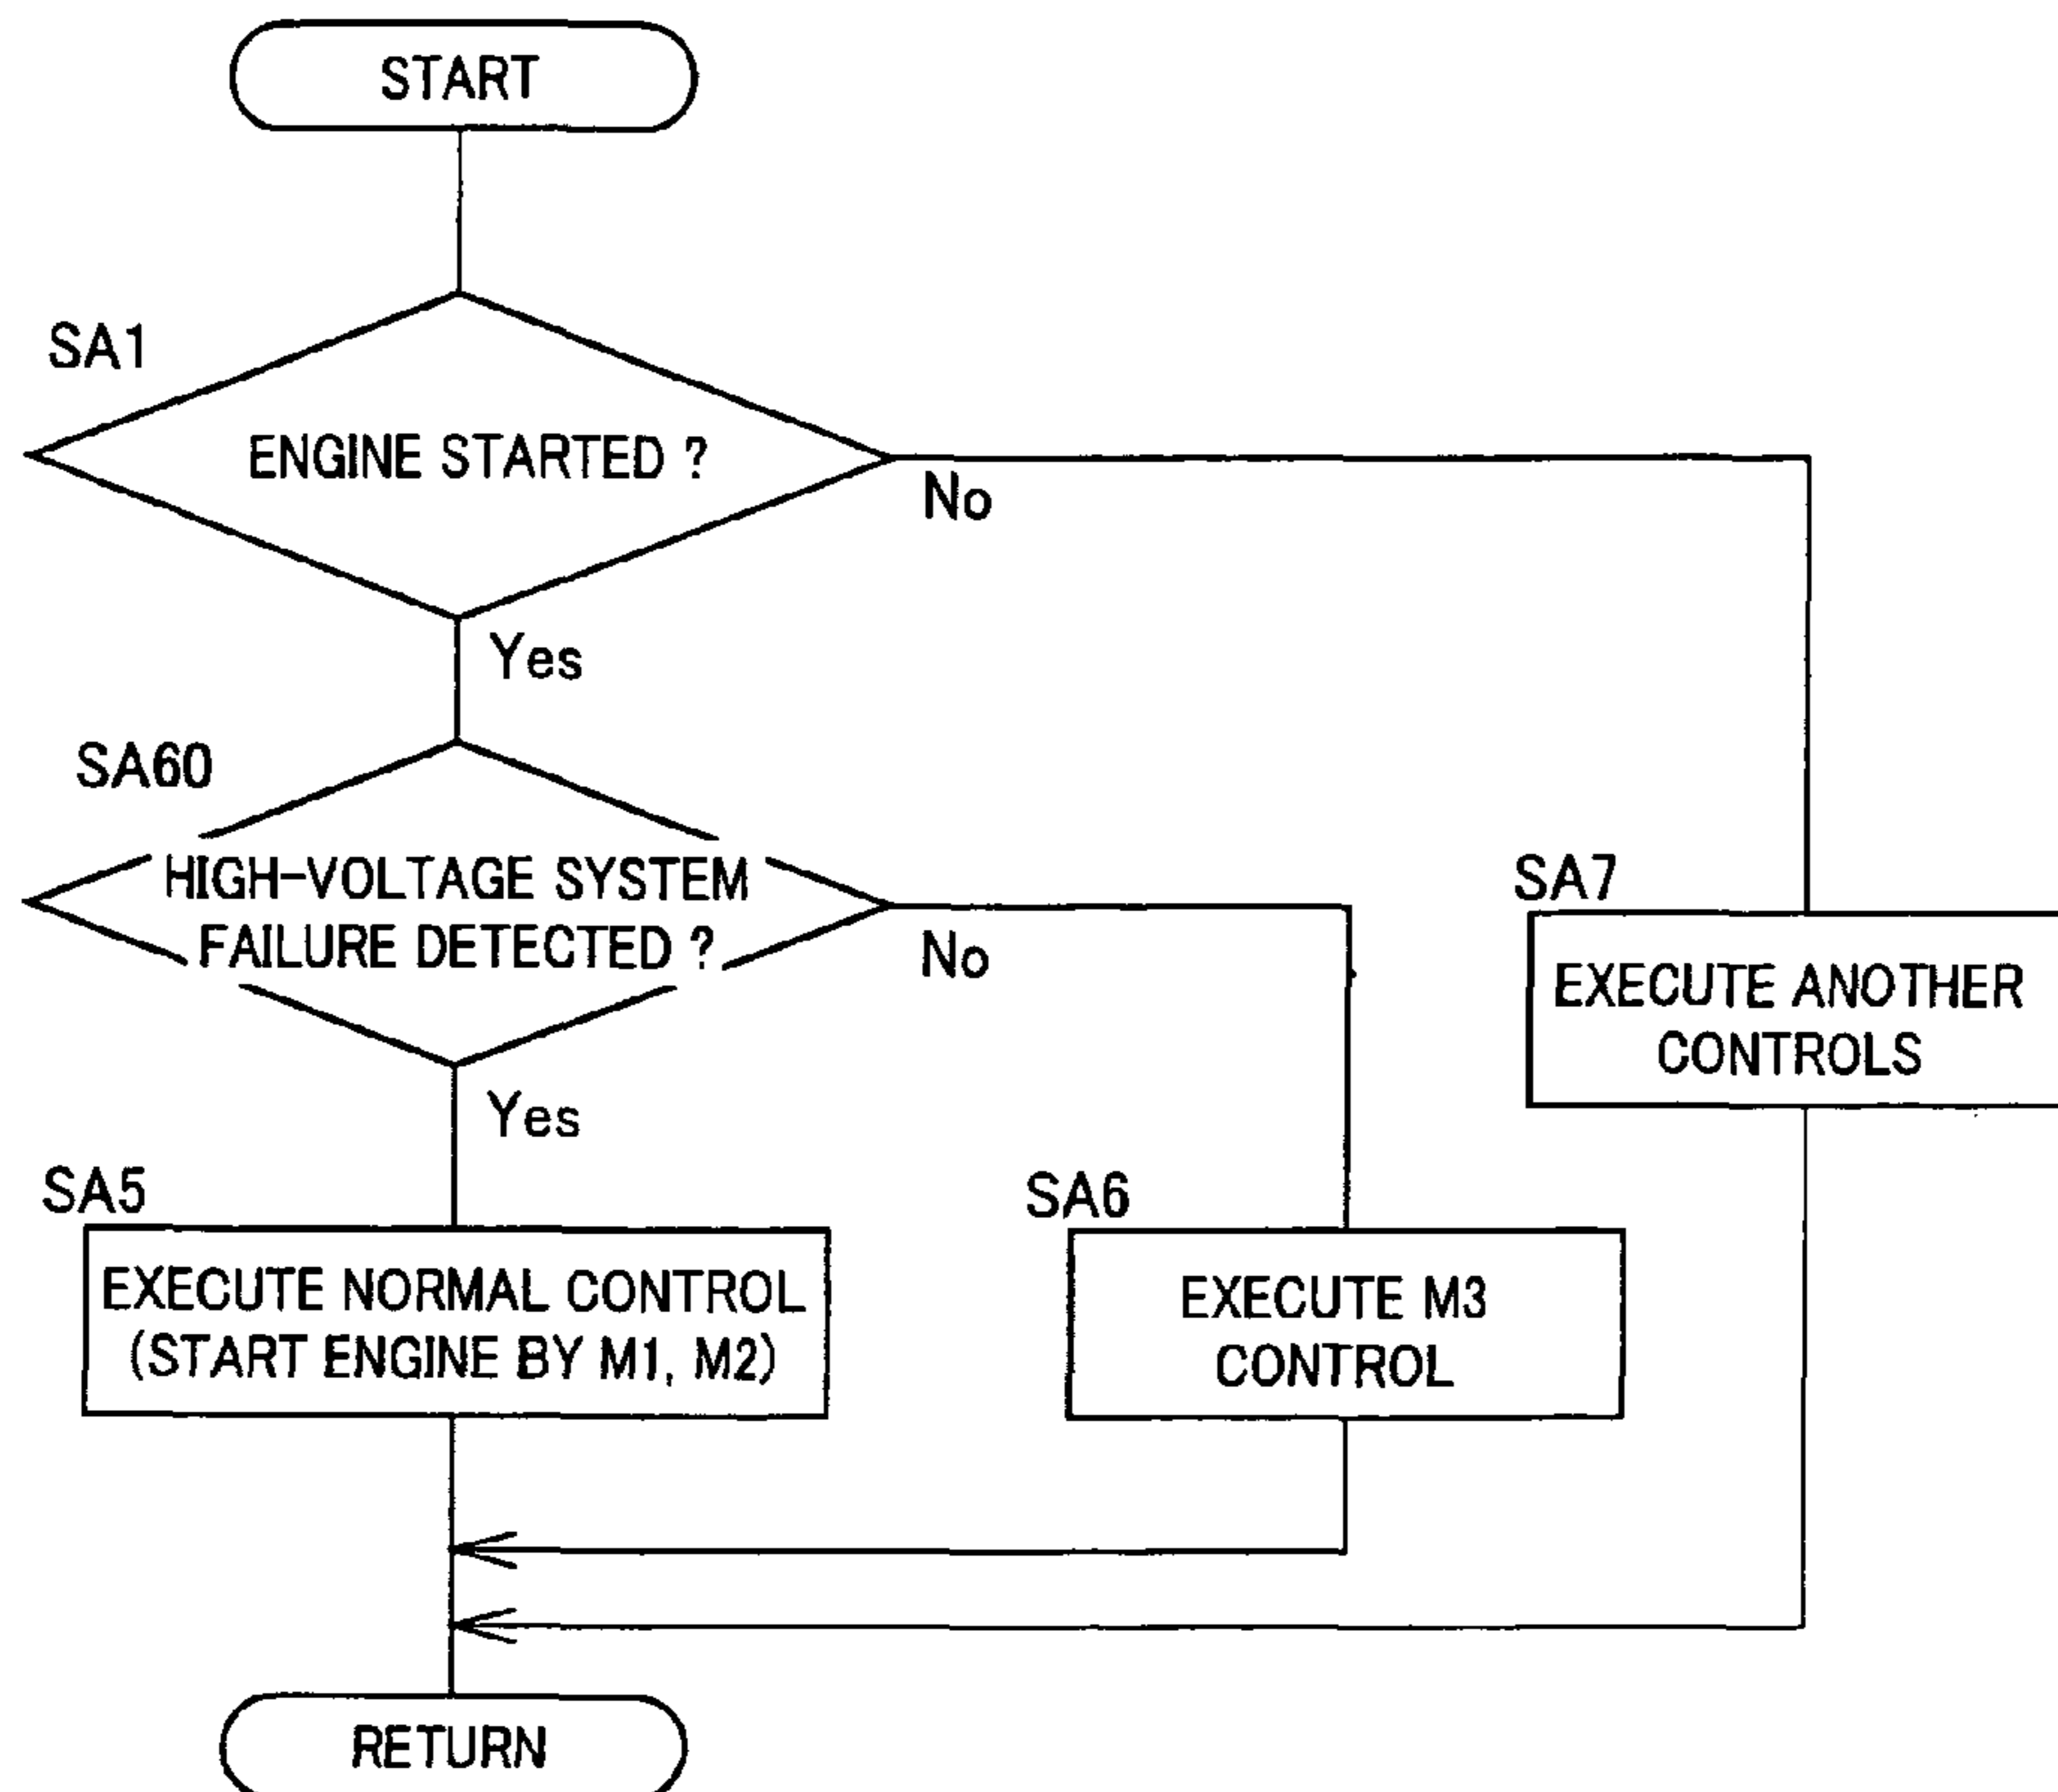 START
SA1
ENGINE STARTED ?
No
Yes
SA60
HIGH-VOLTAGE SYSTEM
FAILURE DETECTED ?
No
Yes
SA7
EXECUTE ANOTHER
CONTROLS
SA5
EXECUTE NORMAL CONTROL
(START ENGINE BY M1, M2)
SA6
EXECUTE M3
CONTROL
RETURN